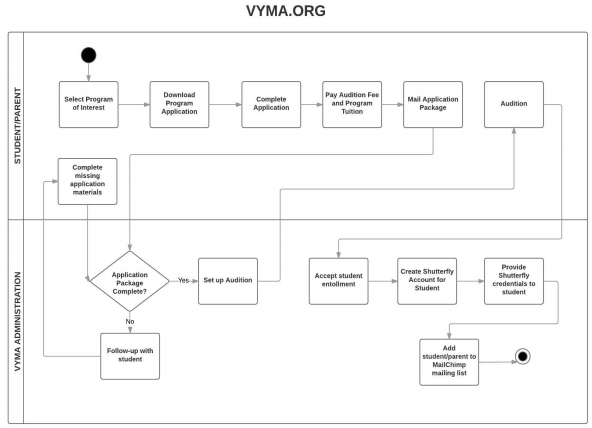 VYMA.ORG
STUDENT/PARENT
Select Program
of Interest
Download
Program
Application
Complete
Application
Pay Audition Fee
and Program
Tuition
Mail Application
Package
Audition
Complete
missing
application
materials
VYMA ADMINISTRATION
Application
Package
Complete?
Yes
Set up Audition
No
Follow-up with
student
Accept student
entollment
Create Shutterfly
Account for
Student
Provide
Shutterfly
credentials to
student
Add
student/parent to
MailChimp
mailing list